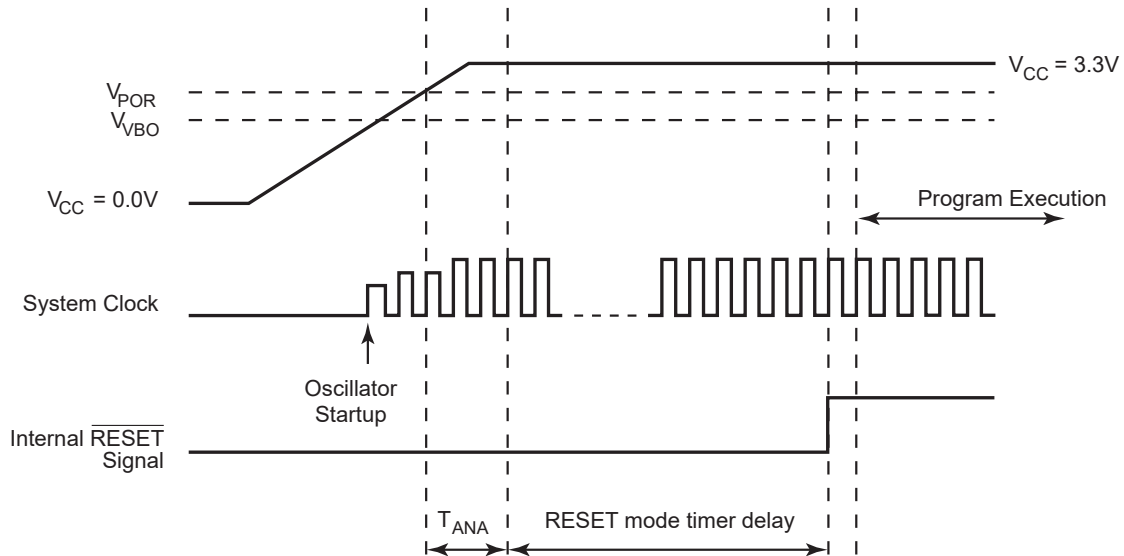 V_CC = 3.3V
V_POR
V_VBO
V_CC = 0.0V
Program Execution
System Clock
Oscillator
Startup
Internal RESET
Signal
T_ANA
RESET mode timer delay